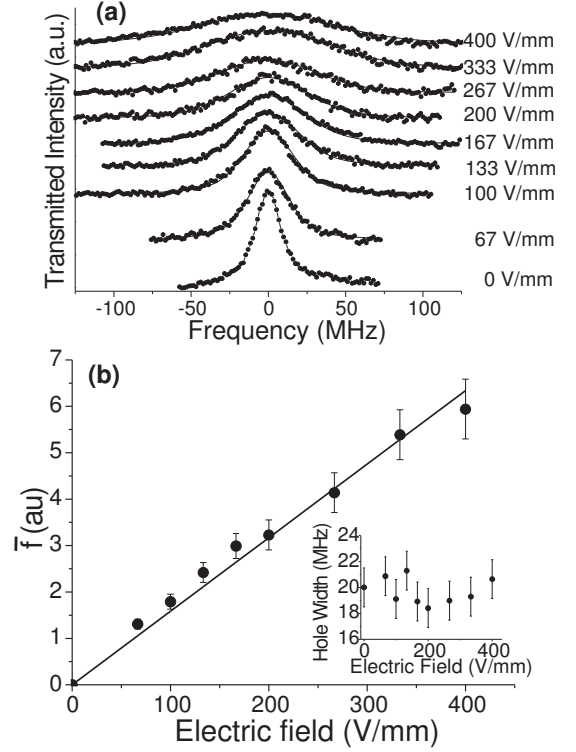 (a)
Transmitted Intensity (a.u.)
400 V/mm
333 V/mm
267 V/mm
200 V/mm
167 V/mm
133 V/mm
100 V/mm
67 V/mm
0 V/mm
-100 -50 0 50 100
Frequency (MHz)
(b)
f̅ (au)
7
6
5
4
3
2
1
0
0 100 200 300 400
Electric field (V/mm)
Hole Width (MHz)
22
20
18
16
0 200 400
Electric Field (V/mm)